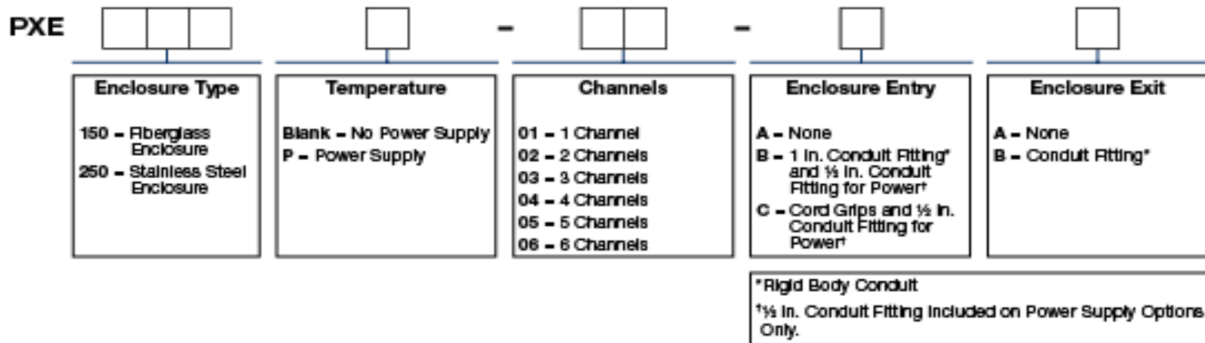 PXE - -
Enclosure Type
150 – Fiberglass
Enclosure
250 – Stainless Steel
Enclosure
Temperature
Blank – No Power Supply
P – Power Supply
Channels
01 – 1 Channel
02 – 2 Channels
03 – 3 Channels
04 – 4 Channels
05 – 5 Channels
06 – 6 Channels
Enclosure Entry
A – None
B – 1 in. Conduit Fitting*
and ½ in. Conduit
Fitting for Power†
C – Cord Grips and ½ in.
Conduit Fitting for
Power†
Enclosure Exit
A – None
B – Conduit Fitting*
*Rigid Body Conduit
†½ in. Conduit Fitting Included on Power Supply Options
Only.